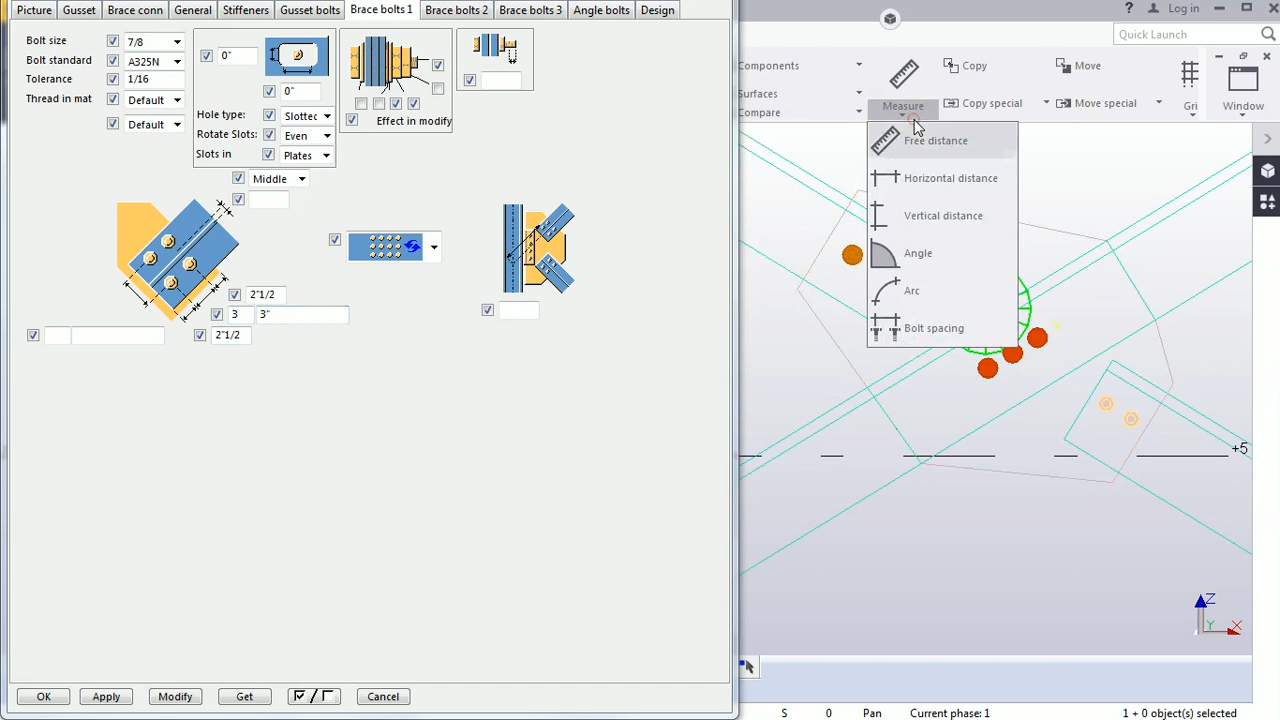 Picture Gusset Brace conn General Stiffeners Gusset bolts Brace bolts 1 Brace bolts 2 Brace bolts 3 Angle bolts Design
Bolt size 7/8
Bolt standard A325N
Tolerance 1/16
Thread in mat Default
Default
0"
0"
Hole type: Slotted
Rotate Slots: Even
Slots in Plates
Effect in modify
Middle
2"1/2
3 3"
2"1/2
OK Apply Modify Get Cancel
? Log in
Quick Launch
Components
Surfaces
Compare
Measure
Copy
Copy special
Move
Move special
Gri
Window
Free distance
Horizontal distance
Vertical distance
Angle
Arc
Bolt spacing
+5
Z
Y X
S 0 Pan Current phase: 1 1 + 0 object(s) selected